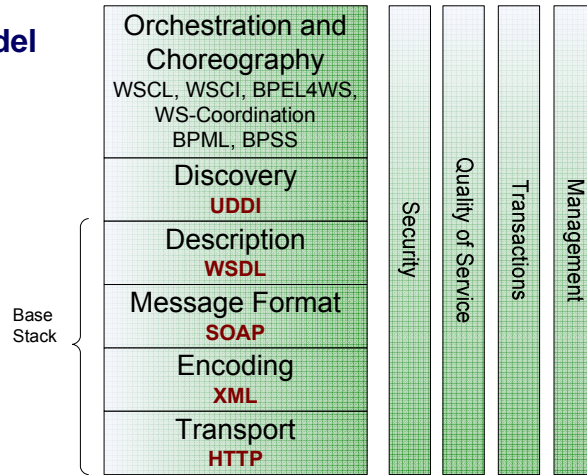 del
Orchestration and
Choreography
WSCL, WSCI, BPEL4WS,
WS-Coordination
BPML, BPSS
Discovery
UDDI
Description
WSDL
Message Format
SOAP
Encoding
XML
Transport
HTTP
Base
Stack
Security
Quality of Service
Transactions
Management